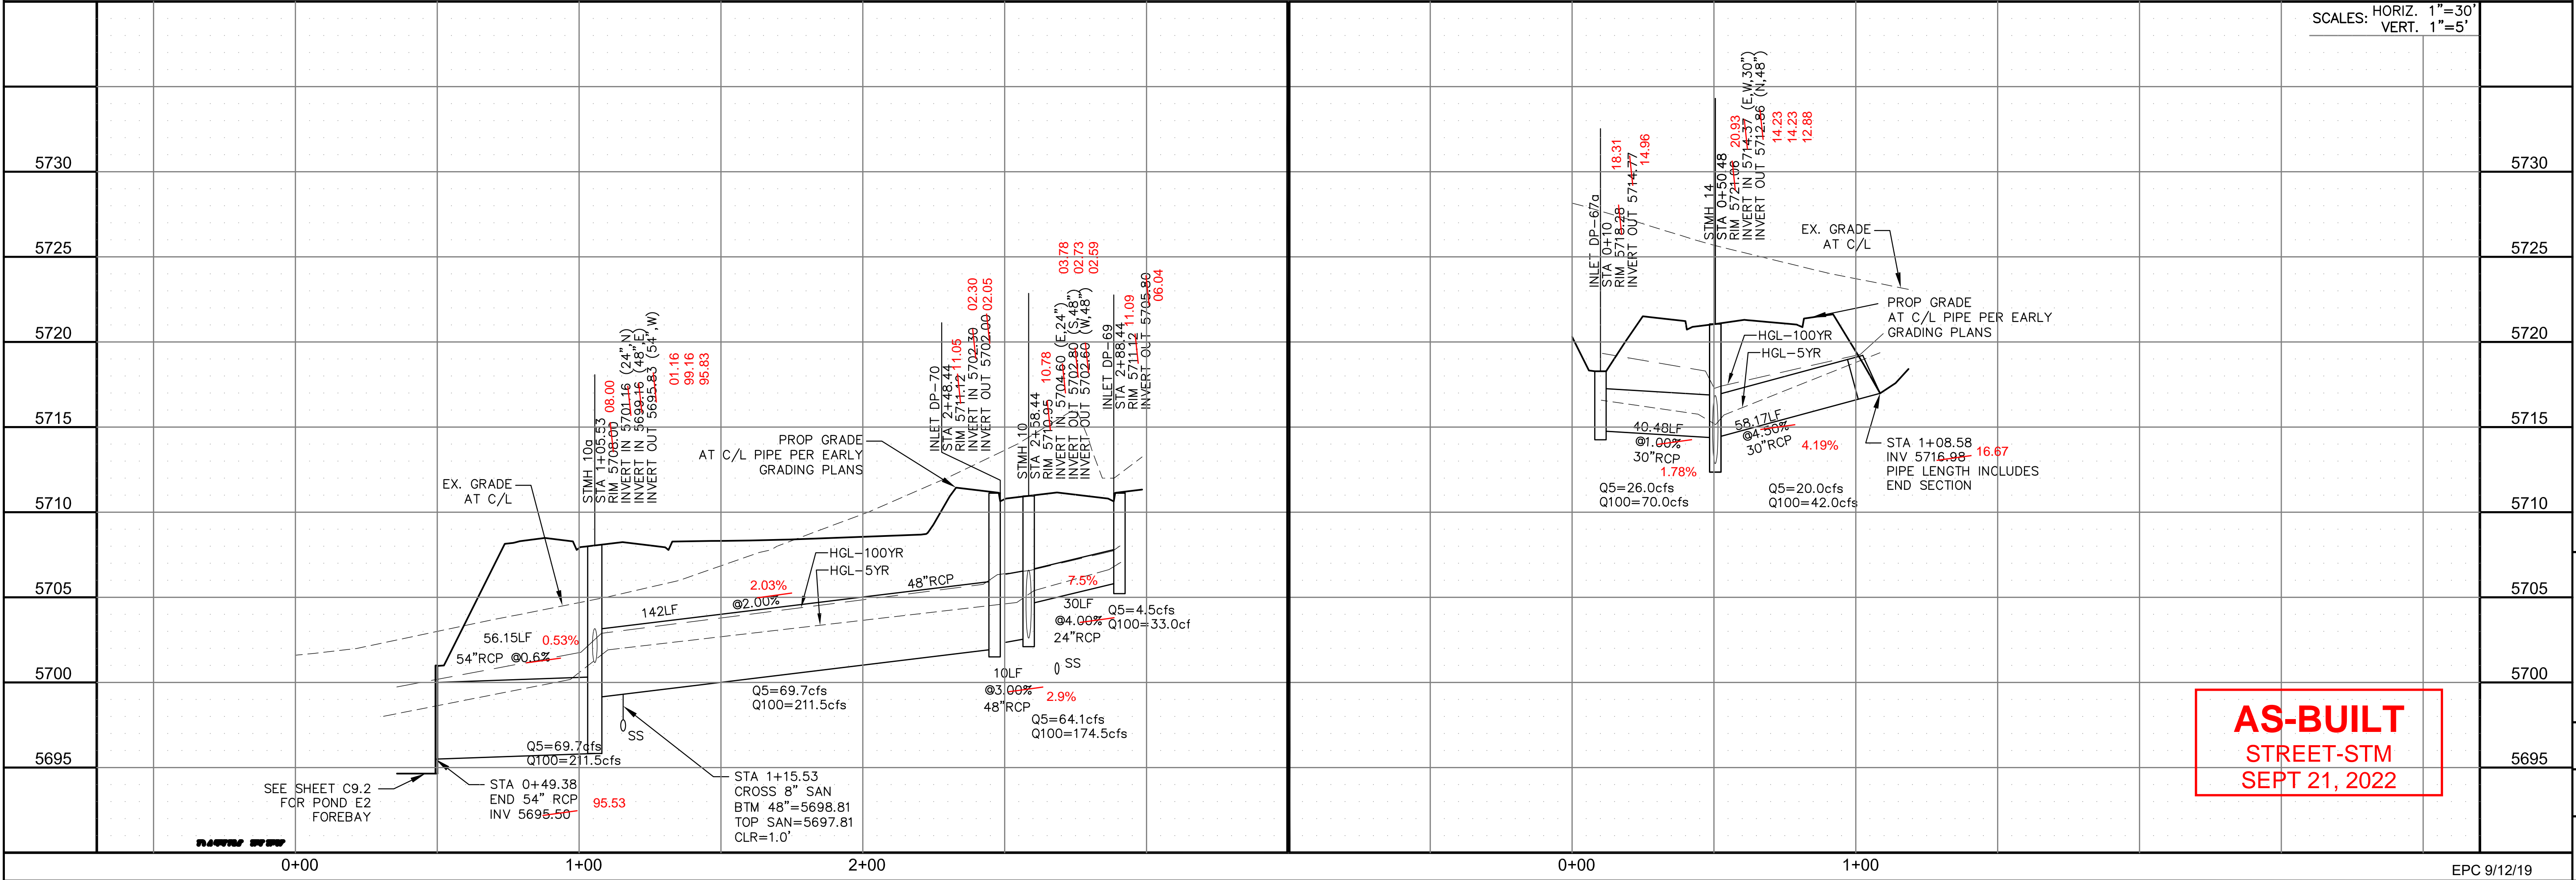 SCALES: HORIZ. 1"=30'
VERT. 1"=5'
5730
5725
5720
5715
5710
5705
5700
5695
STMH 10a
STA 1+05.53
RIM 5708.00 08.00
INVERT IN 5701.16 (24",N)
INVERT IN 5699.16 (48",E)
INVERT OUT 5695.83 (54",W)
01.16
99.16
95.83
INLET DP-70
STA 2+48.44
RIM 5711.12 11.05
INVERT IN 5702.30 02.30
INVERT OUT 5702.00 02.05
STMH 10
STA 2+58.44
RIM 5710.95 10.78
INVERT IN 5704.60 (E,24")
INVERT OUT 5702.80 (S,48")
INVERT OUT 5702.60 (W,48")
03.78
02.73
02.59
INLET DP-69
STA 2+88.44
RIM 5711.12 11.09
INVERT OUT 5705.80
06.04
EX. GRADE
AT C/L
PROP GRADE
AT C/L PIPE PER EARLY
GRADING PLANS
HGL-100YR
HGL-5YR
48"RCP
2.03%
@2.00%
142LF
56.15LF 0.53%
54"RCP @0.6%
7.5%
30LF
@4.00%
24"RCP
Q5=4.5cfs
Q100=33.0cf
SS
10LF
@3.00%
48"RCP
2.9%
Q5=69.7cfs
Q100=211.5cfs
Q5=64.1cfs
Q100=174.5cfs
SS
Q5=69.7cfs
Q100=211.5cfs
SEE SHEET C9.2
FOR POND E2
FOREBAY
STA 0+49.38
END 54" RCP
INV 5695.50
95.53
STA 1+15.53
CROSS 8" SAN
BTM 48"=5698.81
TOP SAN=5697.81
CLR=1.0'
0+00
1+00
2+00
INLET DP-67a
STA 0+10
RIM 5718.28
INVERT OUT 5714.77
18.31
14.96
STMH 14
STA 0+50.48
RIM 5721.06 20.93
INVERT IN 5714.37 (E,W,30")
INVERT OUT 5712.86 (N,48")
14.23
14.23
12.88
EX. GRADE
AT C/L
PROP GRADE
AT C/L PIPE PER EARLY
GRADING PLANS
HGL-100YR
HGL-5YR
40.48LF
@1.00%
30"RCP
1.78%
58.17LF
@4.50%
30"RCP
4.19%
Q5=26.0cfs
Q100=70.0cfs
Q5=20.0cfs
Q100=42.0cfs
STA 1+08.58
INV 5716.98 16.67
PIPE LENGTH INCLUDES
END SECTION
0+00
1+00
5730
5725
5720
5715
5710
5705
5700
5695
AS-BUILT
STREET-STM
SEPT 21, 2022
EPC 9/12/19